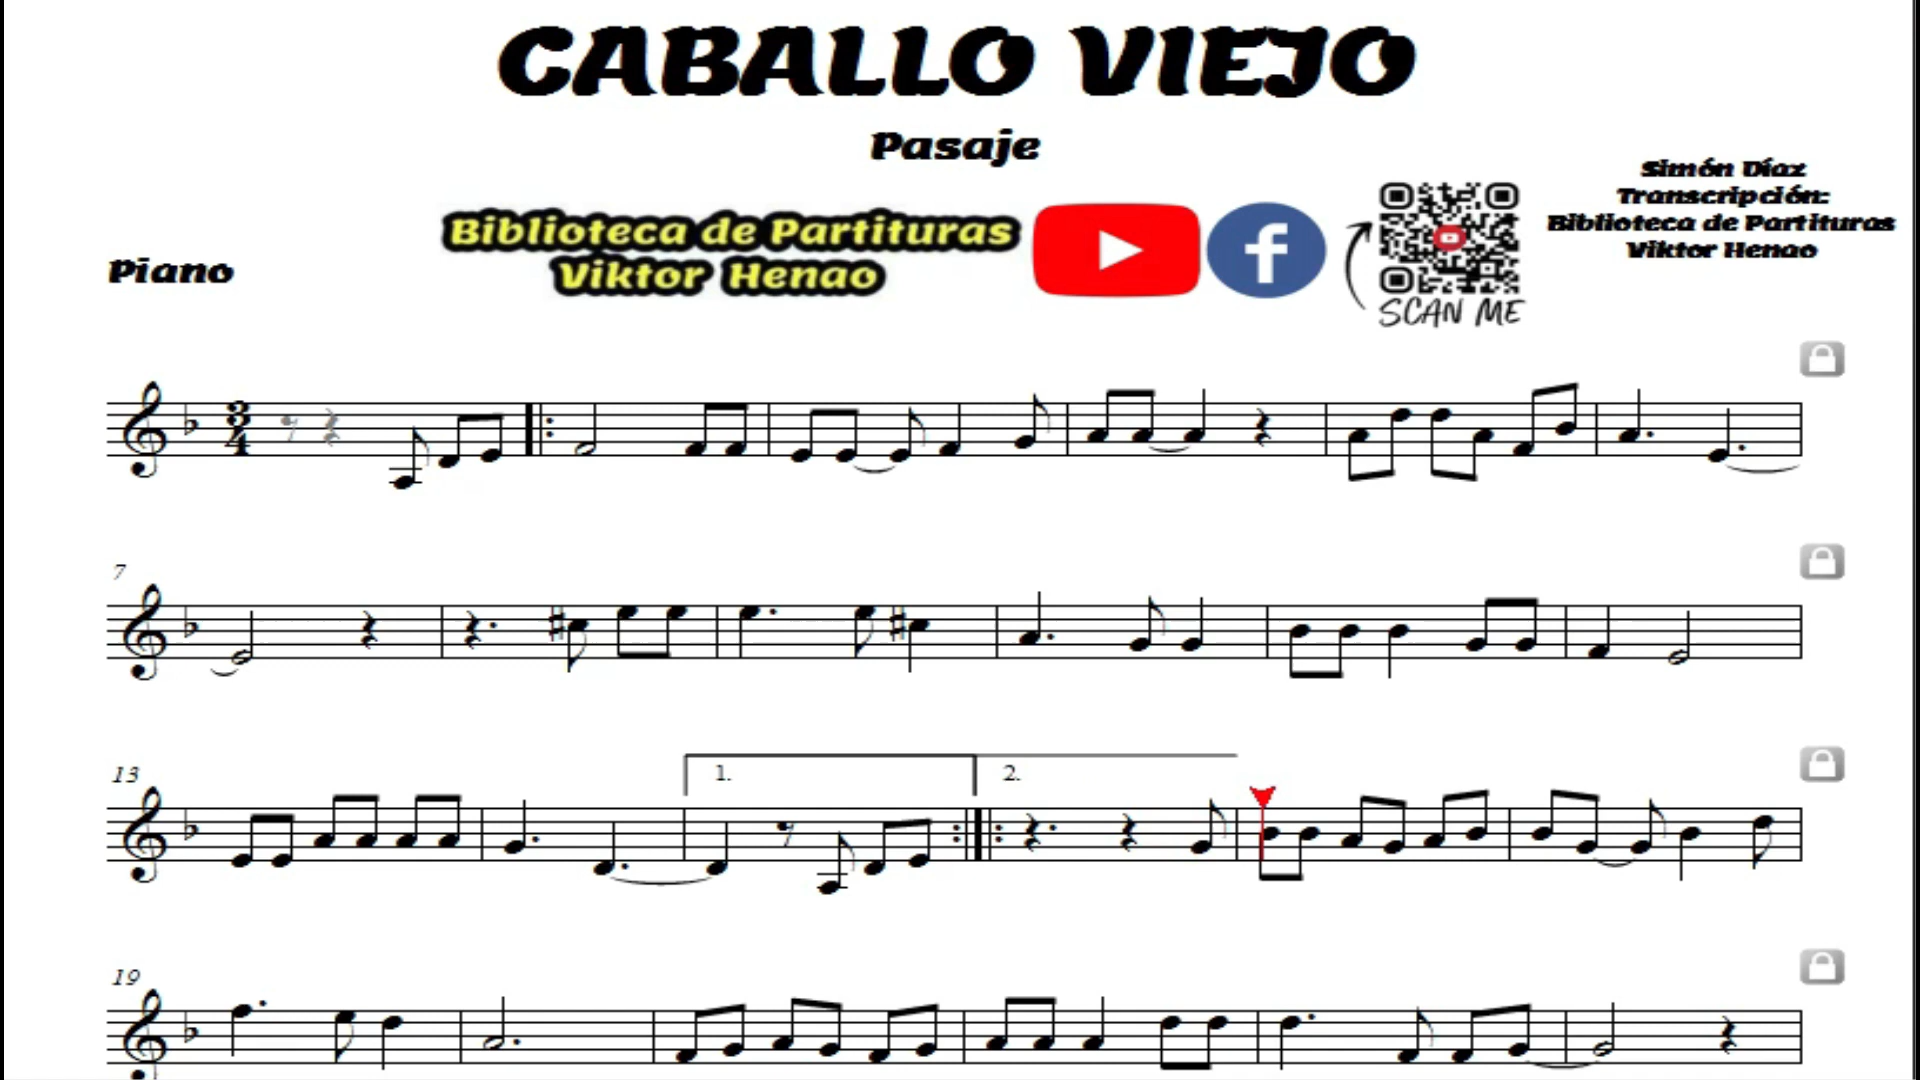 CABALLO VIEJO
Pasaje
Simón Díaz
Transcripción:
Biblioteca de Partituras
Viktor Henao
Biblioteca de Partituras
Viktor Henao
SCAN ME
Piano
3
4
7
13
1.
2.
19